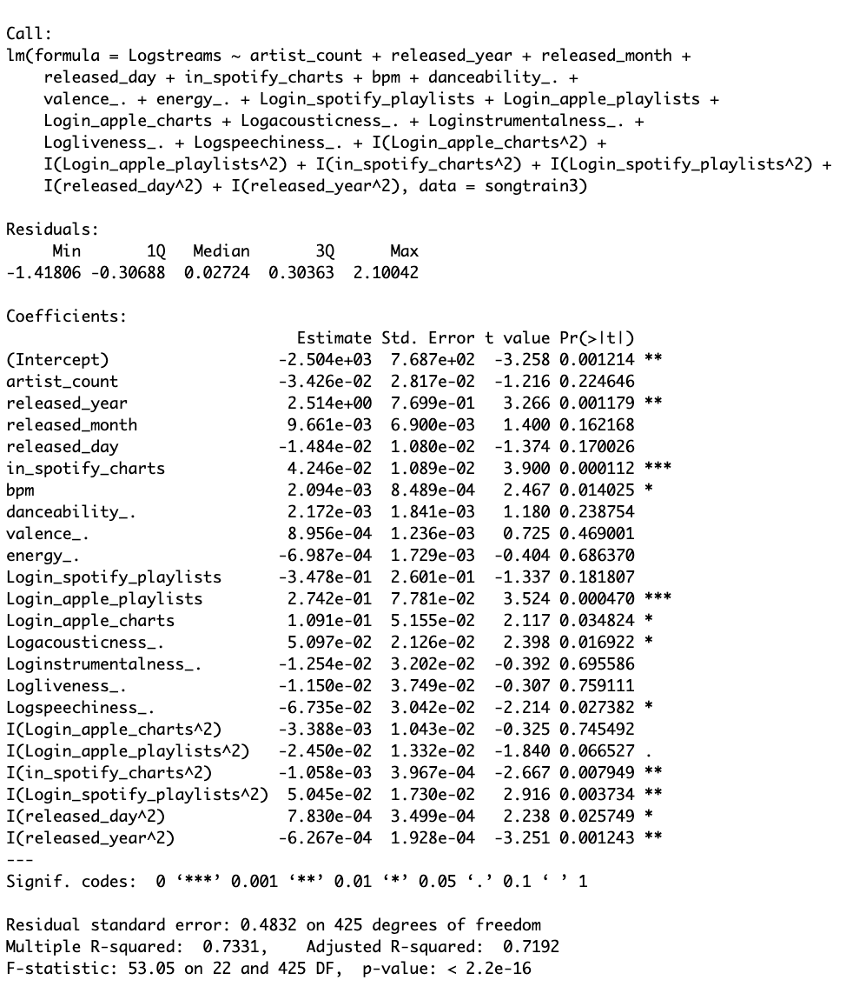 Call:
lm(formula = Logstreams ~ artist_count + released_year + released_month +
    released_day + in_spotify_charts + bpm + danceability_. +
    valence_. + energy_. + Login_spotify_playlists + Login_apple_playlists +
    Login_apple_charts + Logacousticness_. + Loginstrumentalness_. +
    Logliveness_. + Logspeechiness_. + I(Login_apple_charts^2) +
    I(Login_apple_playlists^2) + I(in_spotify_charts^2) + I(Login_spotify_playlists^2) +
    I(released_day^2) + I(released_year^2), data = songtrain3)

Residuals:
     Min       1Q   Median       3Q      Max
-1.41806 -0.30688  0.02724  0.30363  2.10042

Coefficients:
                               Estimate Std. Error t value Pr(>|t|)
(Intercept)                  -2.504e+03  7.687e+02  -3.258 0.001214 **
artist_count                 -3.426e-02  2.817e-02  -1.216 0.224646
released_year                 2.514e+00  7.699e-01   3.266 0.001179 **
released_month                9.661e-03  6.900e-03   1.400 0.162168
released_day                 -1.484e-02  1.080e-02  -1.374 0.170026
in_spotify_charts             4.246e-02  1.089e-02   3.900 0.000112 ***
bpm                           2.094e-03  8.489e-04   2.467 0.014025 *
danceability_.                2.172e-03  1.841e-03   1.180 0.238754
valence_.                     8.956e-04  1.236e-03   0.725 0.469001
energy_.                     -6.987e-04  1.729e-03  -0.404 0.686370
Login_spotify_playlists      -3.478e-01  2.601e-01  -1.337 0.181807
Login_apple_playlists         2.742e-01  7.781e-02   3.524 0.000470 ***
Login_apple_charts            1.091e-01  5.155e-02   2.117 0.034824 *
Logacousticness_.             5.097e-02  2.126e-02   2.398 0.016922 *
Loginstrumentalness_.        -1.254e-02  3.202e-02  -0.392 0.695586
Logliveness_.                -1.150e-02  3.749e-02  -0.307 0.759111
Logspeechiness_.             -6.735e-02  3.042e-02  -2.214 0.027382 *
I(Login_apple_charts^2)      -3.388e-03  1.043e-02  -0.325 0.745492
I(Login_apple_playlists^2)   -2.450e-02  1.332e-02  -1.840 0.066527 .
I(in_spotify_charts^2)       -1.058e-03  3.967e-04  -2.667 0.007949 **
I(Login_spotify_playlists^2)  5.045e-02  1.730e-02   2.916 0.003734 **
I(released_day^2)             7.830e-04  3.499e-04   2.238 0.025749 *
I(released_year^2)           -6.267e-04  1.928e-04  -3.251 0.001243 **
---
Signif. codes:  0 ‘***’ 0.001 ‘**’ 0.01 ‘*’ 0.05 ‘.’ 0.1 ‘ ’ 1

Residual standard error: 0.4832 on 425 degrees of freedom
Multiple R-squared:  0.7331,    Adjusted R-squared:  0.7192
F-statistic: 53.05 on 22 and 425 DF,  p-value: < 2.2e-16